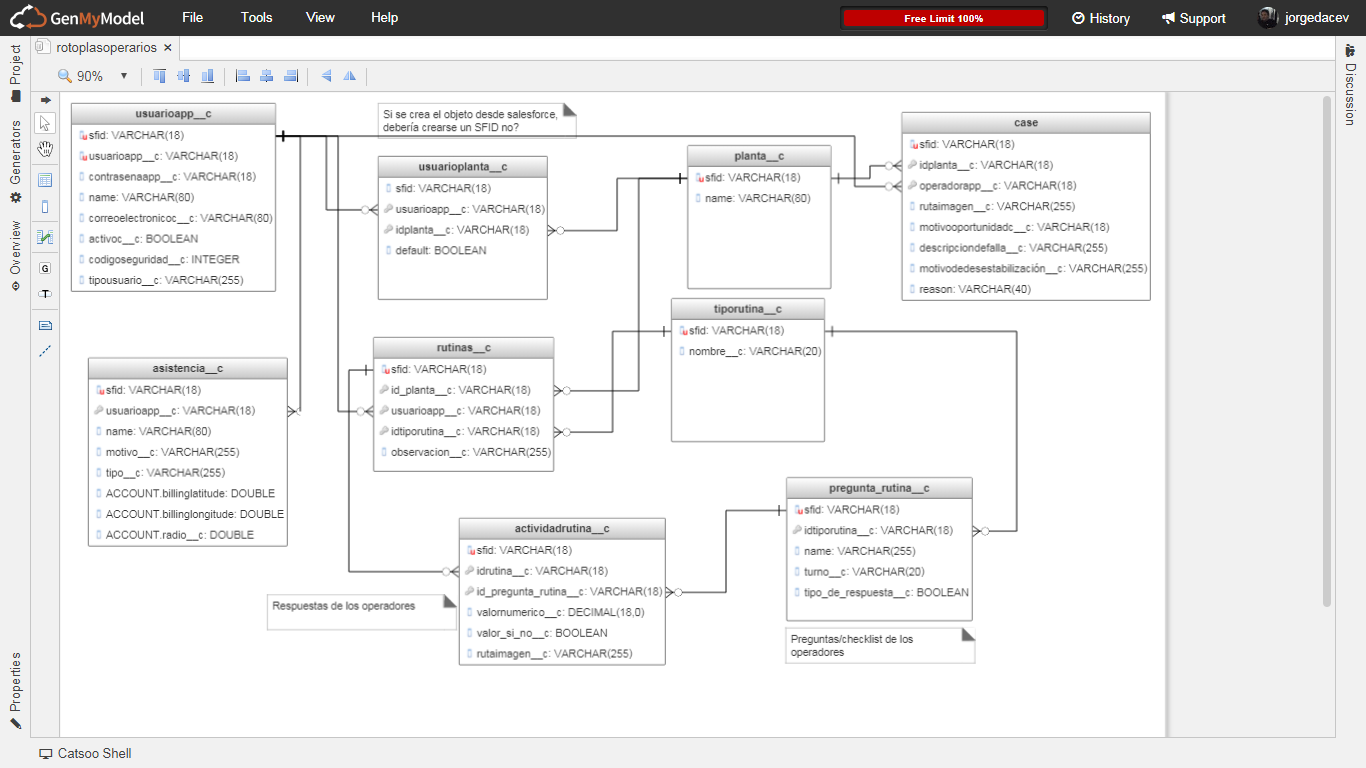 GenMyModel
File
Tools
View
Help
Free Limit 100%
History
Support
jorgedacev
Project
Generators
Overview
Properties
rotoplasoperarios ×
90%
Discussion
usuarioapp__c
sfid: VARCHAR(18)
usuarioapp__c: VARCHAR(18)
contrasenaapp__c: VARCHAR(18)
name: VARCHAR(80)
correoelectronicoc__c: VARCHAR(80)
activoc__c: BOOLEAN
codigoseguridad__c: INTEGER
tipousuario__c: VARCHAR(255)
Si se crea el objeto desde salesforce,
debería crearse un SFID no?
usuarioplanta__c
sfid: VARCHAR(18)
usuarioapp__c: VARCHAR(18)
idplanta__c: VARCHAR(18)
default: BOOLEAN
planta__c
sfid: VARCHAR(18)
name: VARCHAR(80)
case
sfid: VARCHAR(18)
idplanta__c: VARCHAR(18)
operadorapp__c: VARCHAR(18)
rutaimagen__c: VARCHAR(255)
motivooportunidadc__c: VARCHAR(18)
descripciondefalla__c: VARCHAR(255)
motivodedesestabilización__c: VARCHAR(255)
reason: VARCHAR(40)
tiporutina__c
sfid: VARCHAR(18)
nombre__c: VARCHAR(20)
rutinas__c
sfid: VARCHAR(18)
id_planta__c: VARCHAR(18)
usuarioapp__c: VARCHAR(18)
idtiporutina__c: VARCHAR(18)
observacion__c: VARCHAR(255)
asistencia__c
sfid: VARCHAR(18)
usuarioapp__c: VARCHAR(18)
name: VARCHAR(80)
motivo__c: VARCHAR(255)
tipo__c: VARCHAR(255)
ACCOUNT.billinglatitude: DOUBLE
ACCOUNT.billinglongitude: DOUBLE
ACCOUNT.radio__c: DOUBLE
pregunta_rutina__c
sfid: VARCHAR(18)
idtiporutina__c: VARCHAR(18)
name: VARCHAR(255)
turno__c: VARCHAR(20)
tipo_de_respuesta__c: BOOLEAN
actividadrutina__c
sfid: VARCHAR(18)
idrutina__c: VARCHAR(18)
id_pregunta_rutina__c: VARCHAR(18)
valornumerico__c: DECIMAL(18,0)
valor_si_no__c: BOOLEAN
rutaimagen__c: VARCHAR(255)
Respuestas de los operadores
Preguntas/checklist de los
operadores
G
T
Catsoo Shell